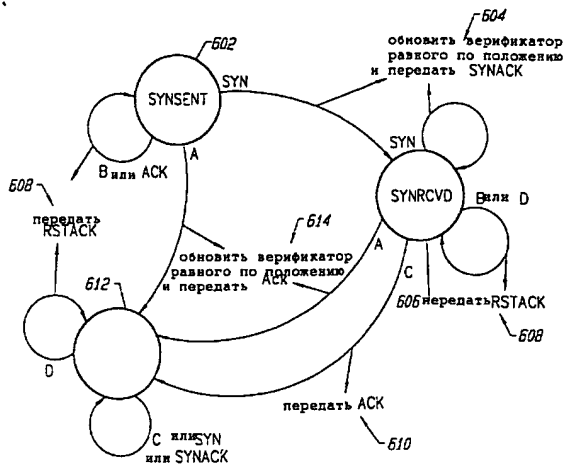 602
604
обновить верификатор
равного по положению
и передать SYNACK
SYN
SYNSENT
A
B или ACK
SYN
SYNRCVD
B или D
608
передать
RSTACK
614
обновить верификатор
равного по положению
и передать ACK
A
C
606 передать RSTACK
608
612
D
передать ACK
610
C или SYN
или SYNACK